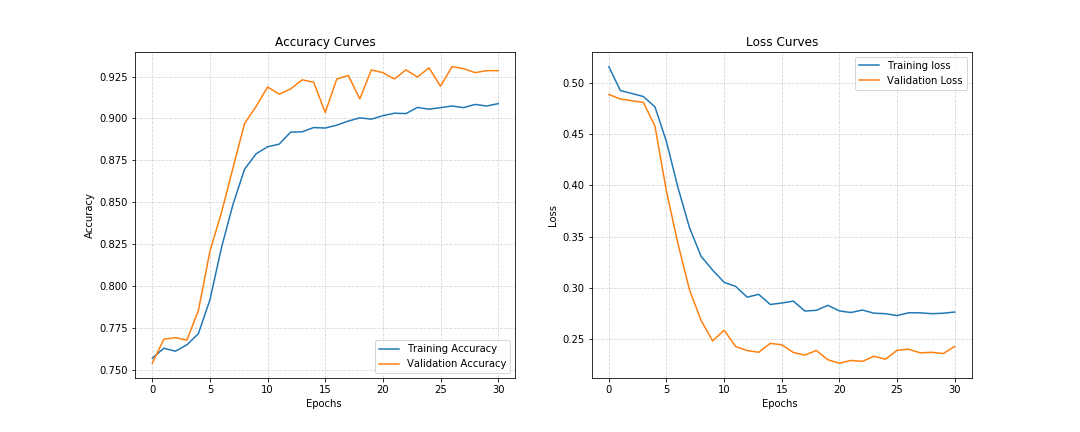 Accuracy Curves
Accuracy
0.925
0.900
0.875
0.850
0.825
0.800
0.775
0.750
Training Accuracy
Validation Accuracy
0 5 10 15 20 25 30
Epochs
Loss Curves
Loss
0.50
0.45
0.40
0.35
0.30
0.25
Training loss
Validation Loss
0 5 10 15 20 25 30
Epochs